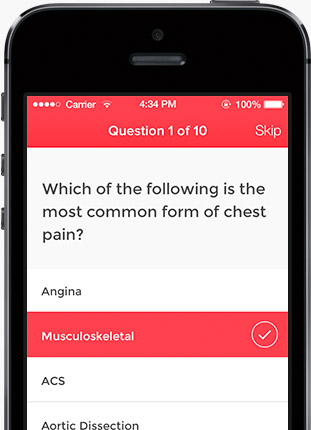 Carrier 4:34 PM 100%
Question 1 of 10 Skip
Which of the following is the
most common form of chest
pain?
Angina
Musculoskeletal
ACS
Aortic Dissection